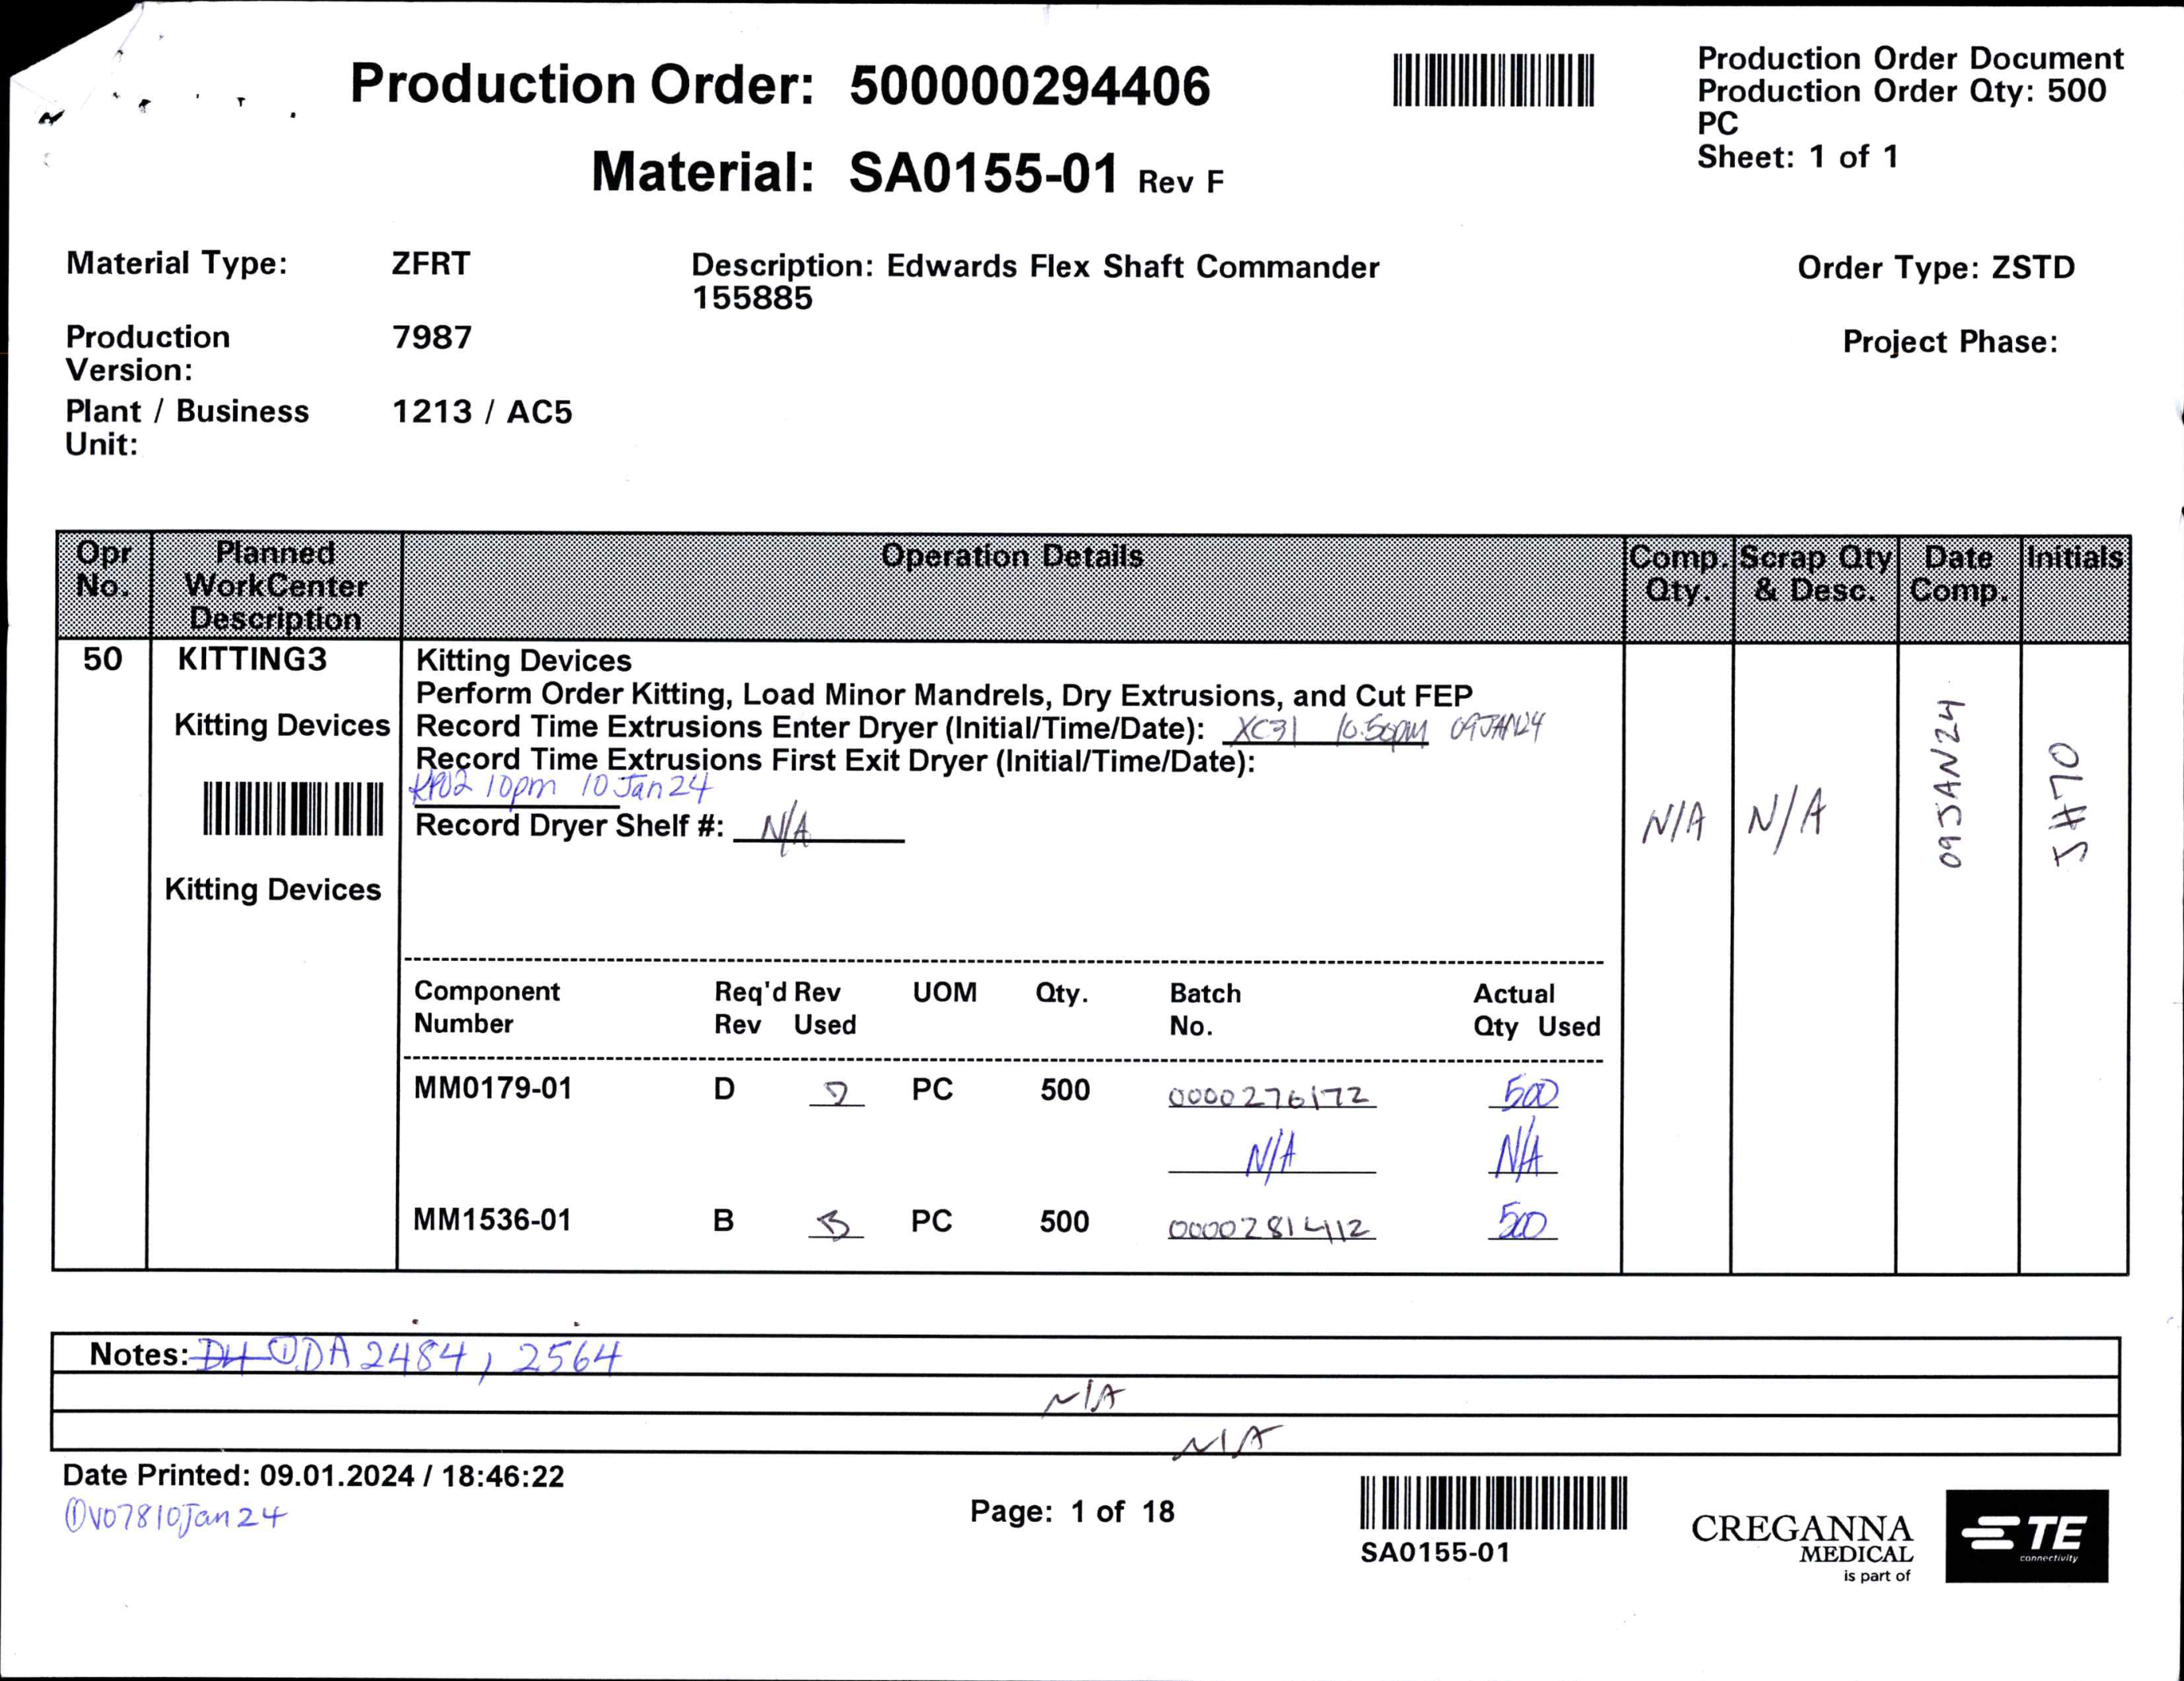 Production Order: 500000294406
Production Order Document
Production Order Qty: 500
PC
Sheet: 1 of 1
Material: SA0155-01 Rev F
Material Type: ZFRT
Description: Edwards Flex Shaft Commander
155885
Order Type: ZSTD
Production
Version: 7987
Project Phase:
Plant / Business
Unit: 1213 / AC5
Opr No. Planned WorkCenter Description Operation Details Comp. Qty. Scrap Qty & Desc. Date Comp. Initials
50 KITTING3 Kitting Devices
Perform Order Kitting, Load Minor Mandrels, Dry Extrusions, and Cut FEP
Kitting Devices Record Time Extrusions Enter Dryer (Initial/Time/Date): XC31 10.50pm 09JAN24
Record Time Extrusions First Exit Dryer (Initial/Time/Date):
10pm 10Jan24
Record Dryer Shelf #: N/A
N/A N/A 09JAN24 JH70
Kitting Devices
Component Number Req'd Rev Rev Used UOM Qty. Batch No. Actual Qty Used
MM0179-01 D D PC 500 0000276172 500
N/A N/A
MM1536-01 B B PC 500 0000281412 500
Notes: DH ① DA 2484, 2564
N/A
N/A
Date Printed: 09.01.2024 / 18:46:22
① V078 10Jan24
Page: 1 of 18
SA0155-01
CREGANNA
MEDICAL
is part of
TE
connectivity